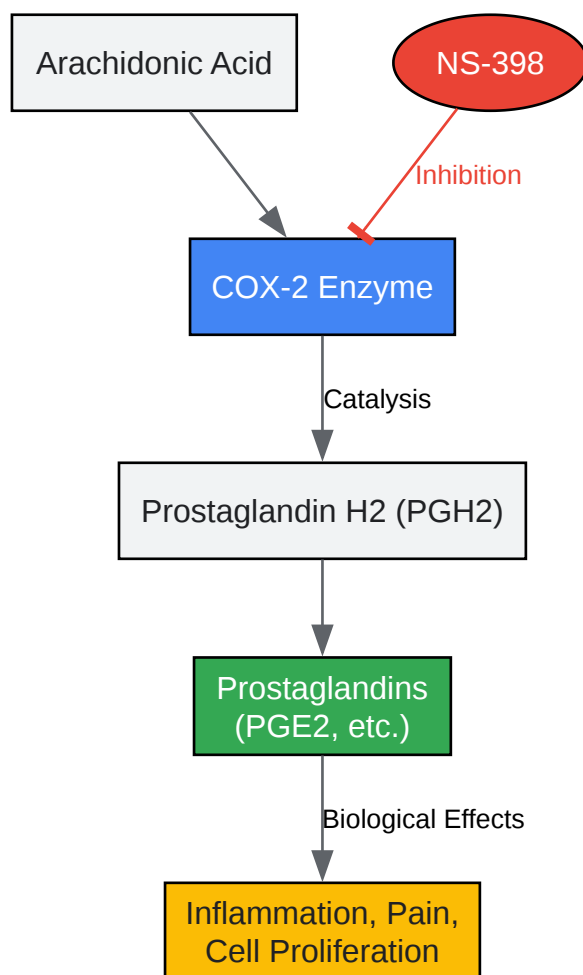 Arachidonic Acid
NS-398
Inhibition
COX-2 Enzyme
Catalysis
Prostaglandin H2 (PGH2)
Prostaglandins
(PGE2, etc.)
Biological Effects
Inflammation, Pain,
Cell Proliferation